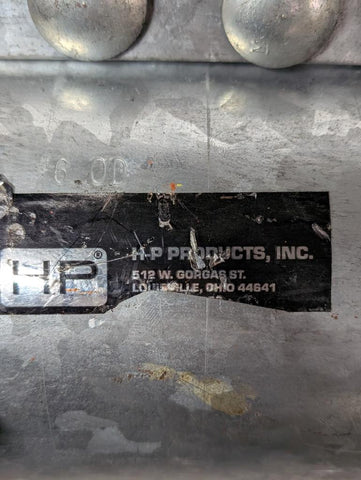 6 OD
HP®
H-P PRODUCTS, INC.
512 W. GORGAS ST.
LOUISVILLE, OHIO 44641